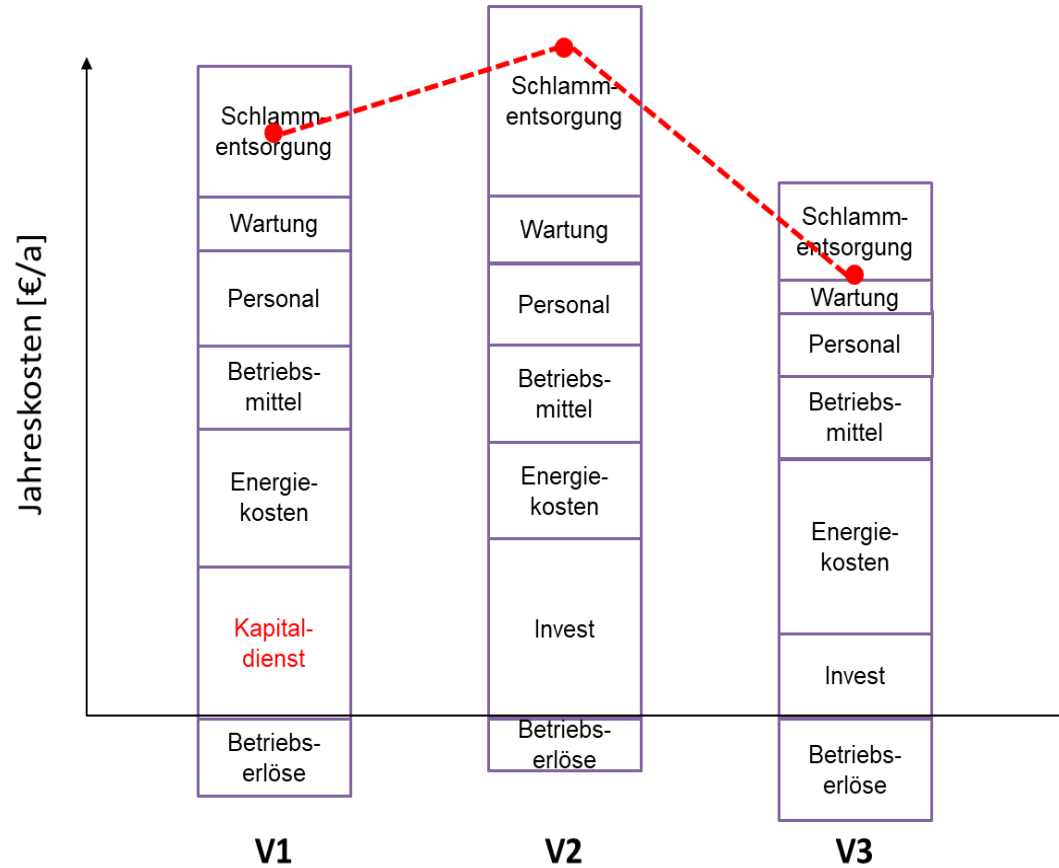 Jahreskosten [€/a]
Schlamm-
entsorgung
Wartung
Personal
Betriebs-
mittel
Energie-
kosten
Kapital-
dienst
Betriebs-
erlöse
V1
Schlamm-
entsorgung
Wartung
Personal
Betriebs-
mittel
Energie-
kosten
Invest
Betriebs-
erlöse
V2
Schlamm-
entsorgung
Wartung
Personal
Betriebs-
mittel
Energie-
kosten
Invest
Betriebs-
erlöse
V3